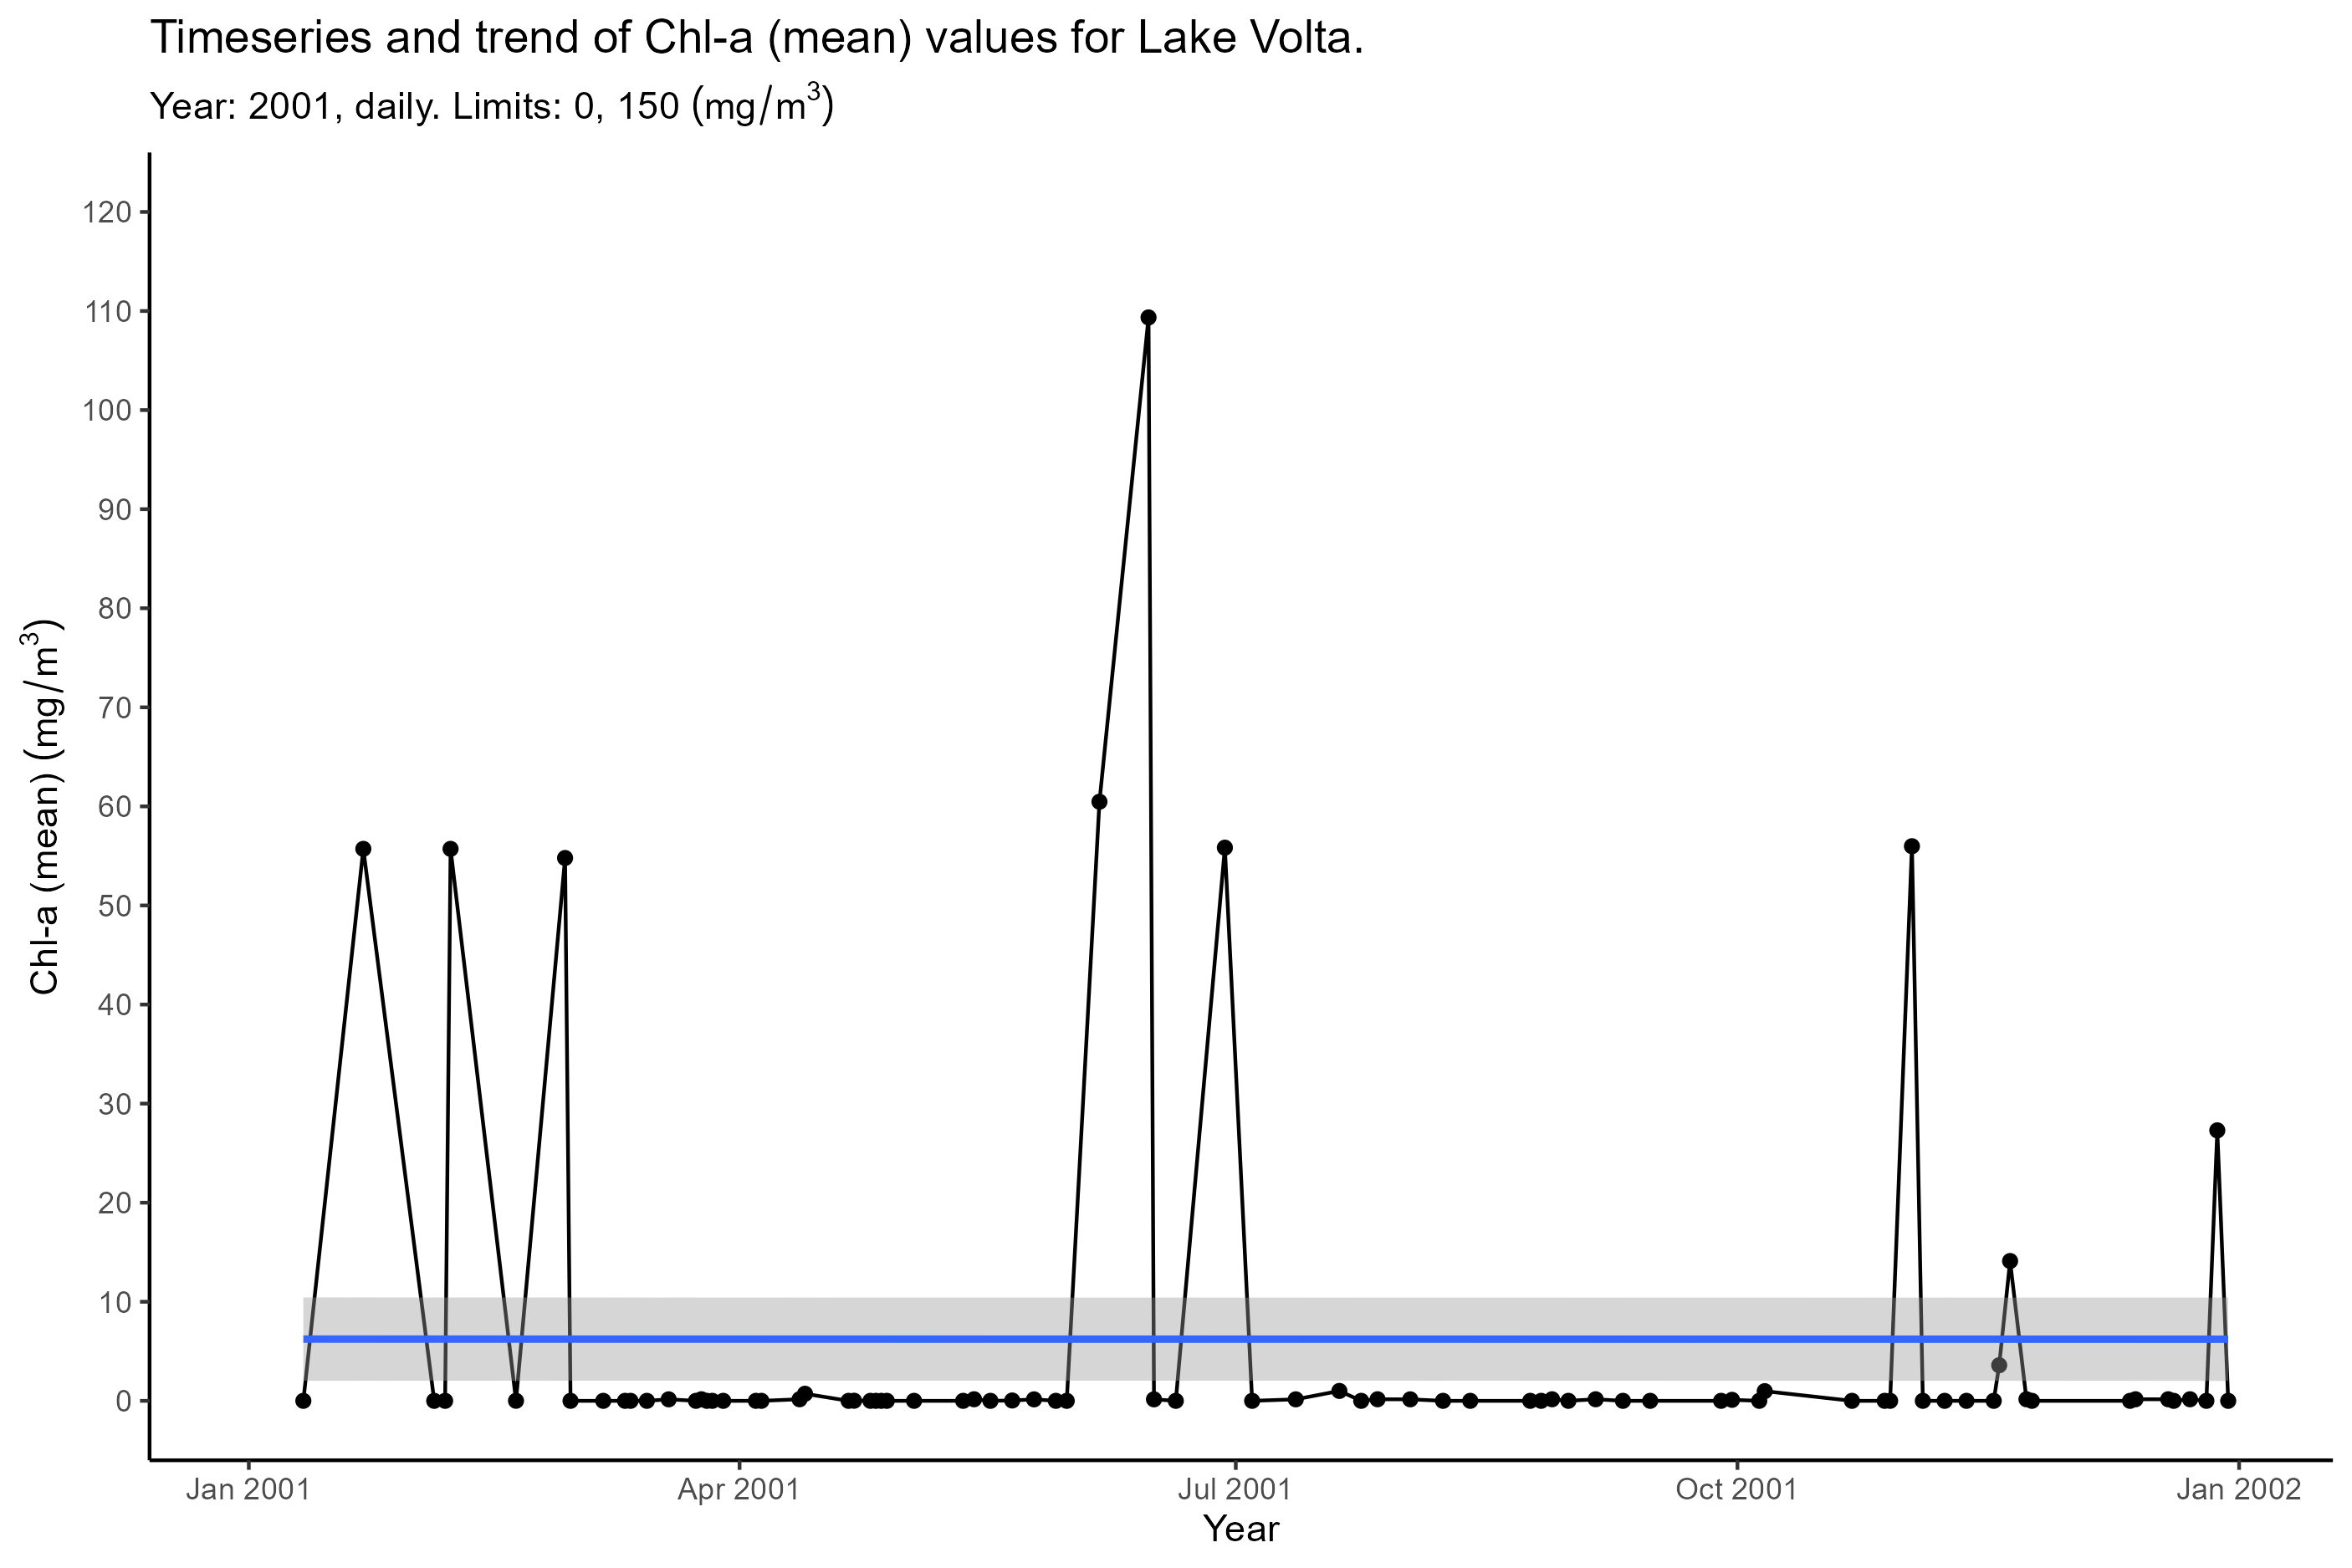 Timeseries and trend of Chl-a (mean) values for Lake Volta.
Year: 2001, daily. Limits: 0, 150 (mg/m³)
Chl-a (mean) (mg/m³)
120
110
100
90
80
70
60
50
40
30
20
10
0
Jan 2001
Apr 2001
Jul 2001
Oct 2001
Jan 2002
Year